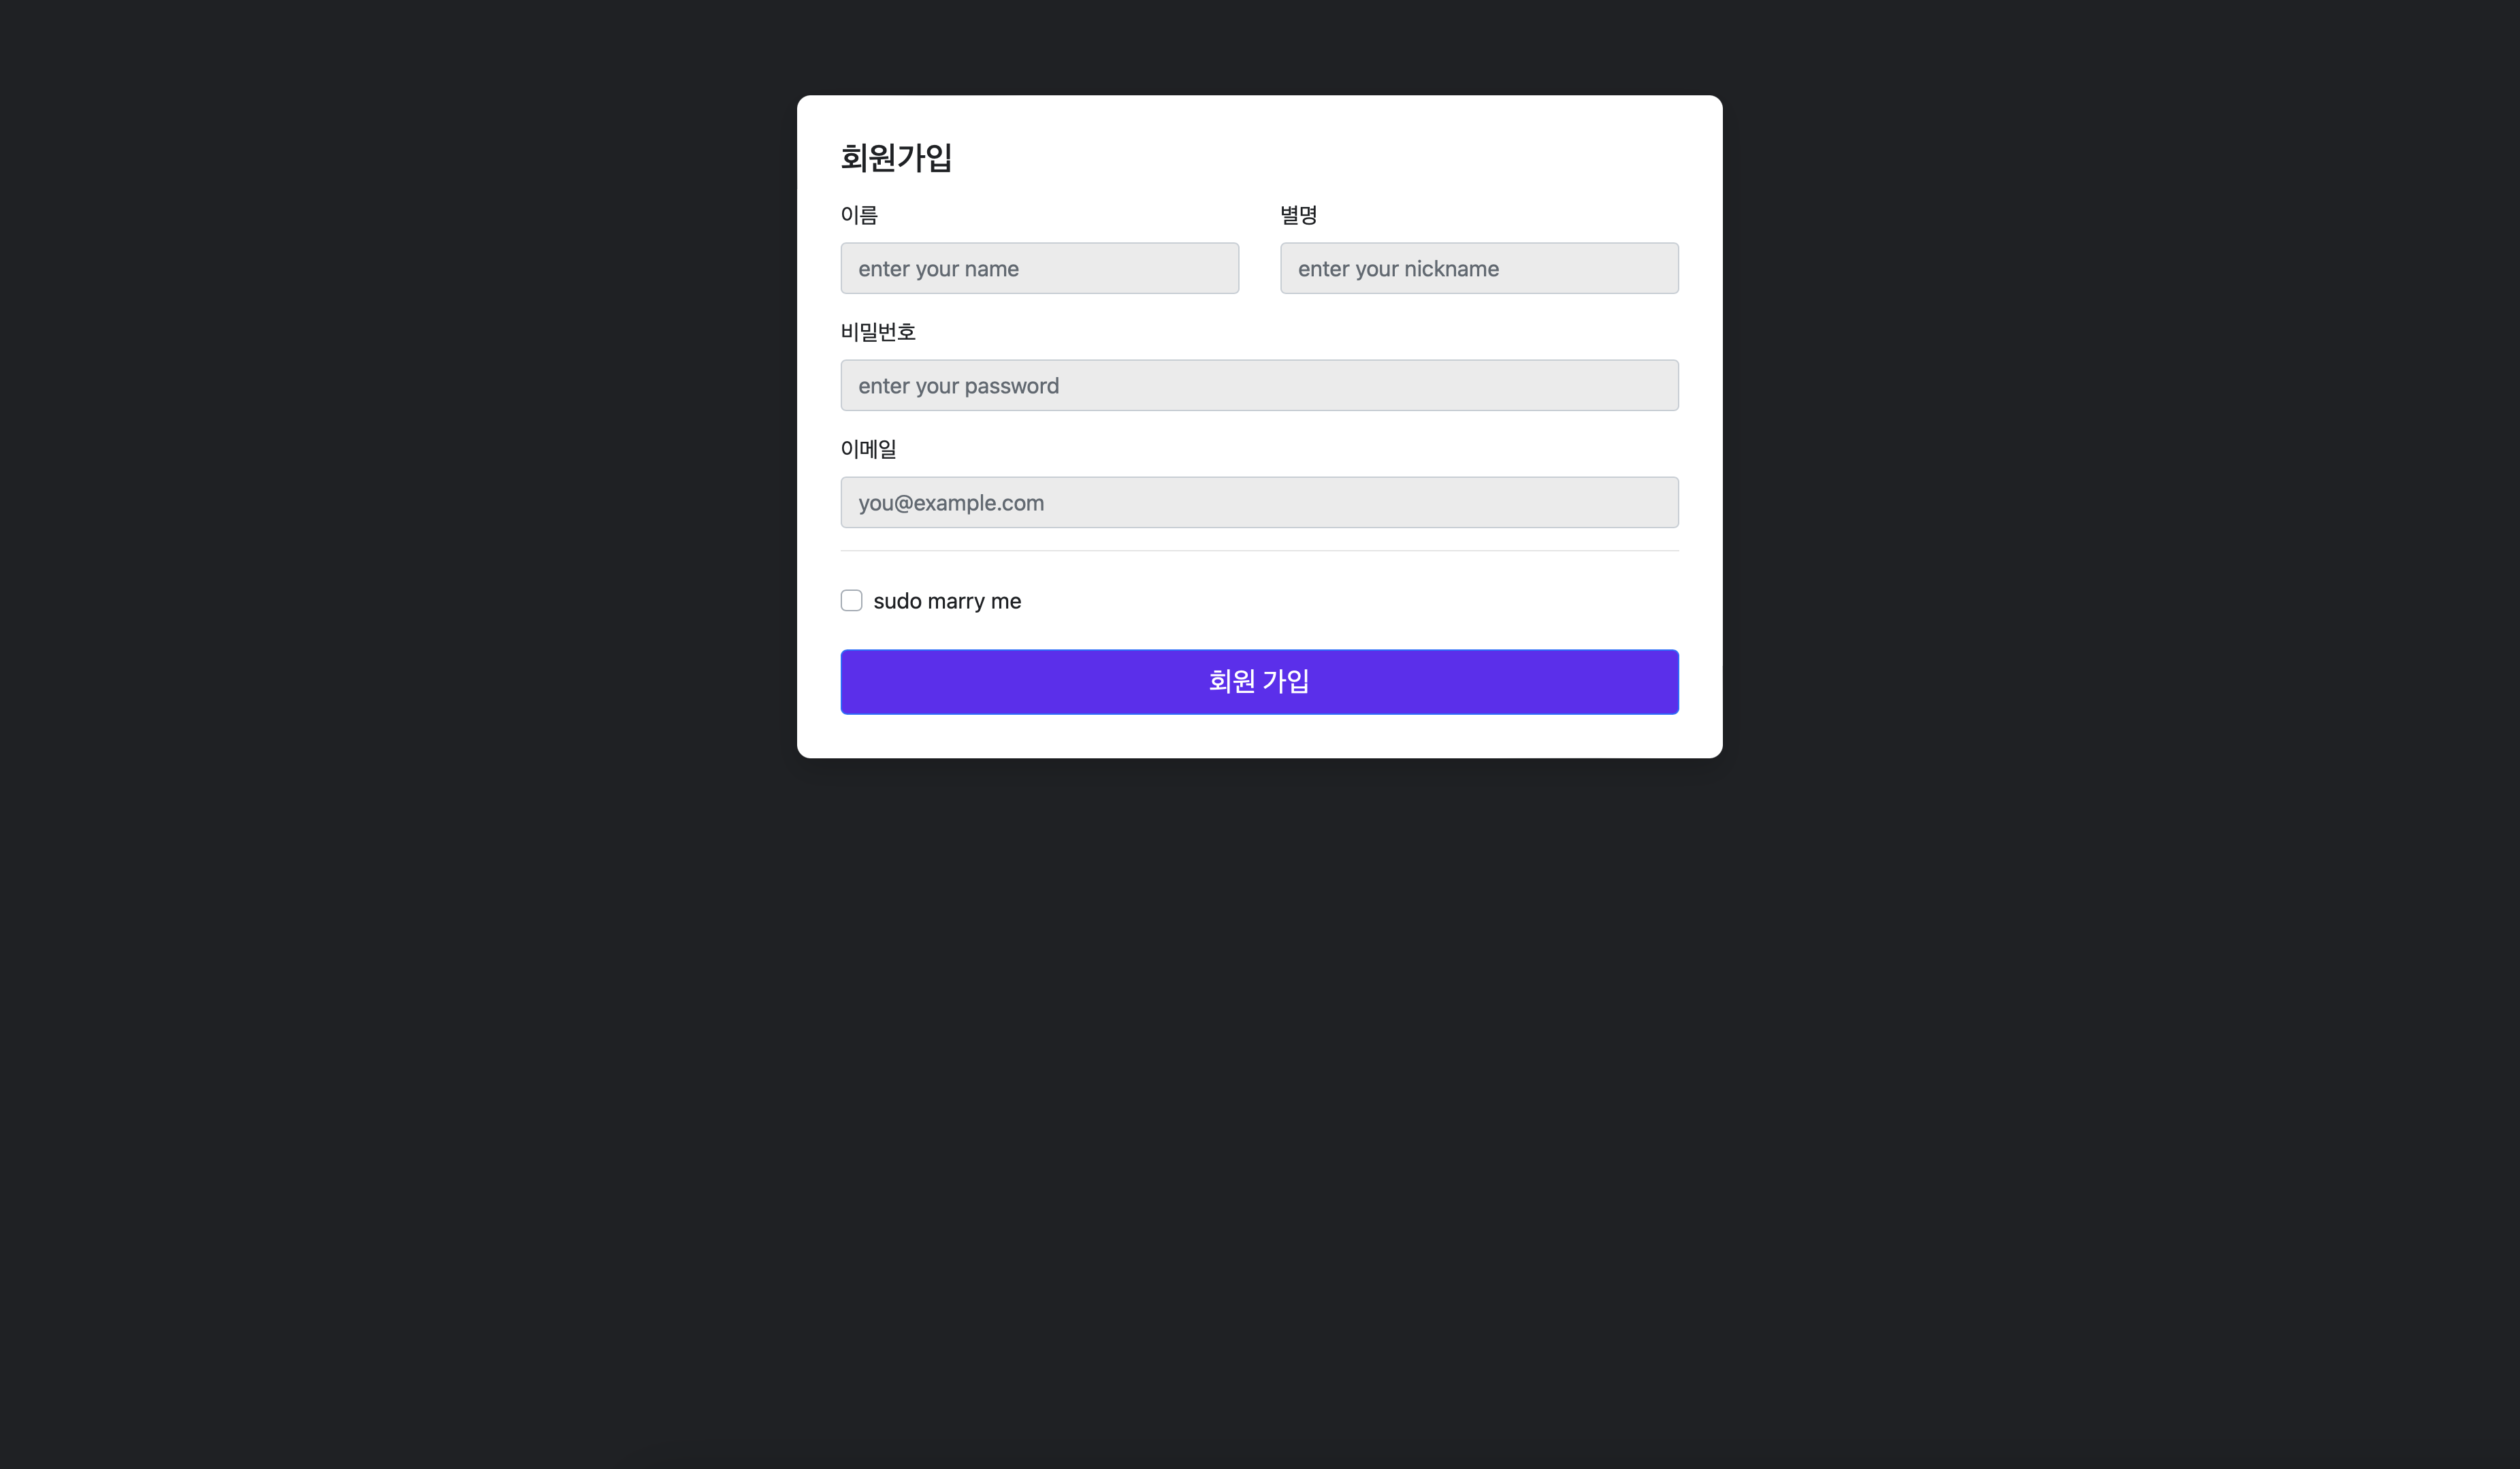 회원가입
이름
별명
enter your name
enter your nickname
비밀번호
enter your password
이메일
you@example.com
sudo marry me
회원 가입